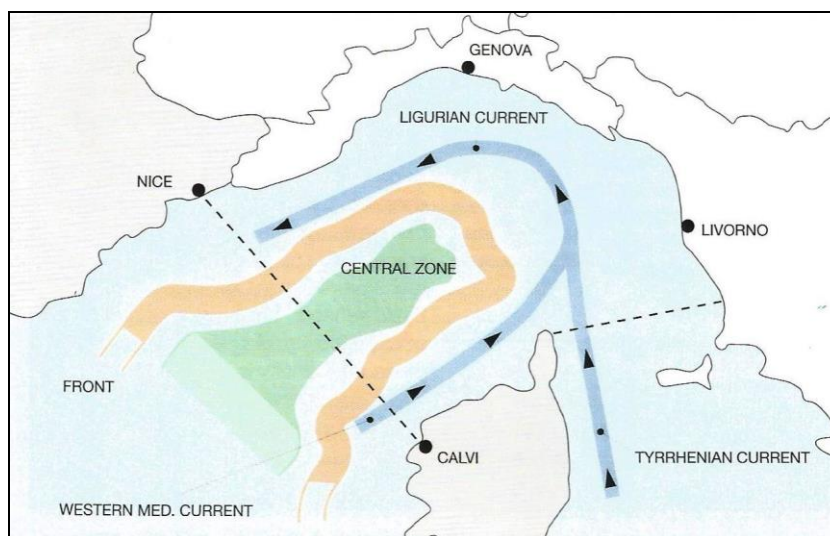 GENOVA
LIGURIAN CURRENT
NICE
LIVORNO
CENTRAL ZONE
FRONT
CALVI
TYRRHENIAN CURRENT
WESTERN MED. CURRENT